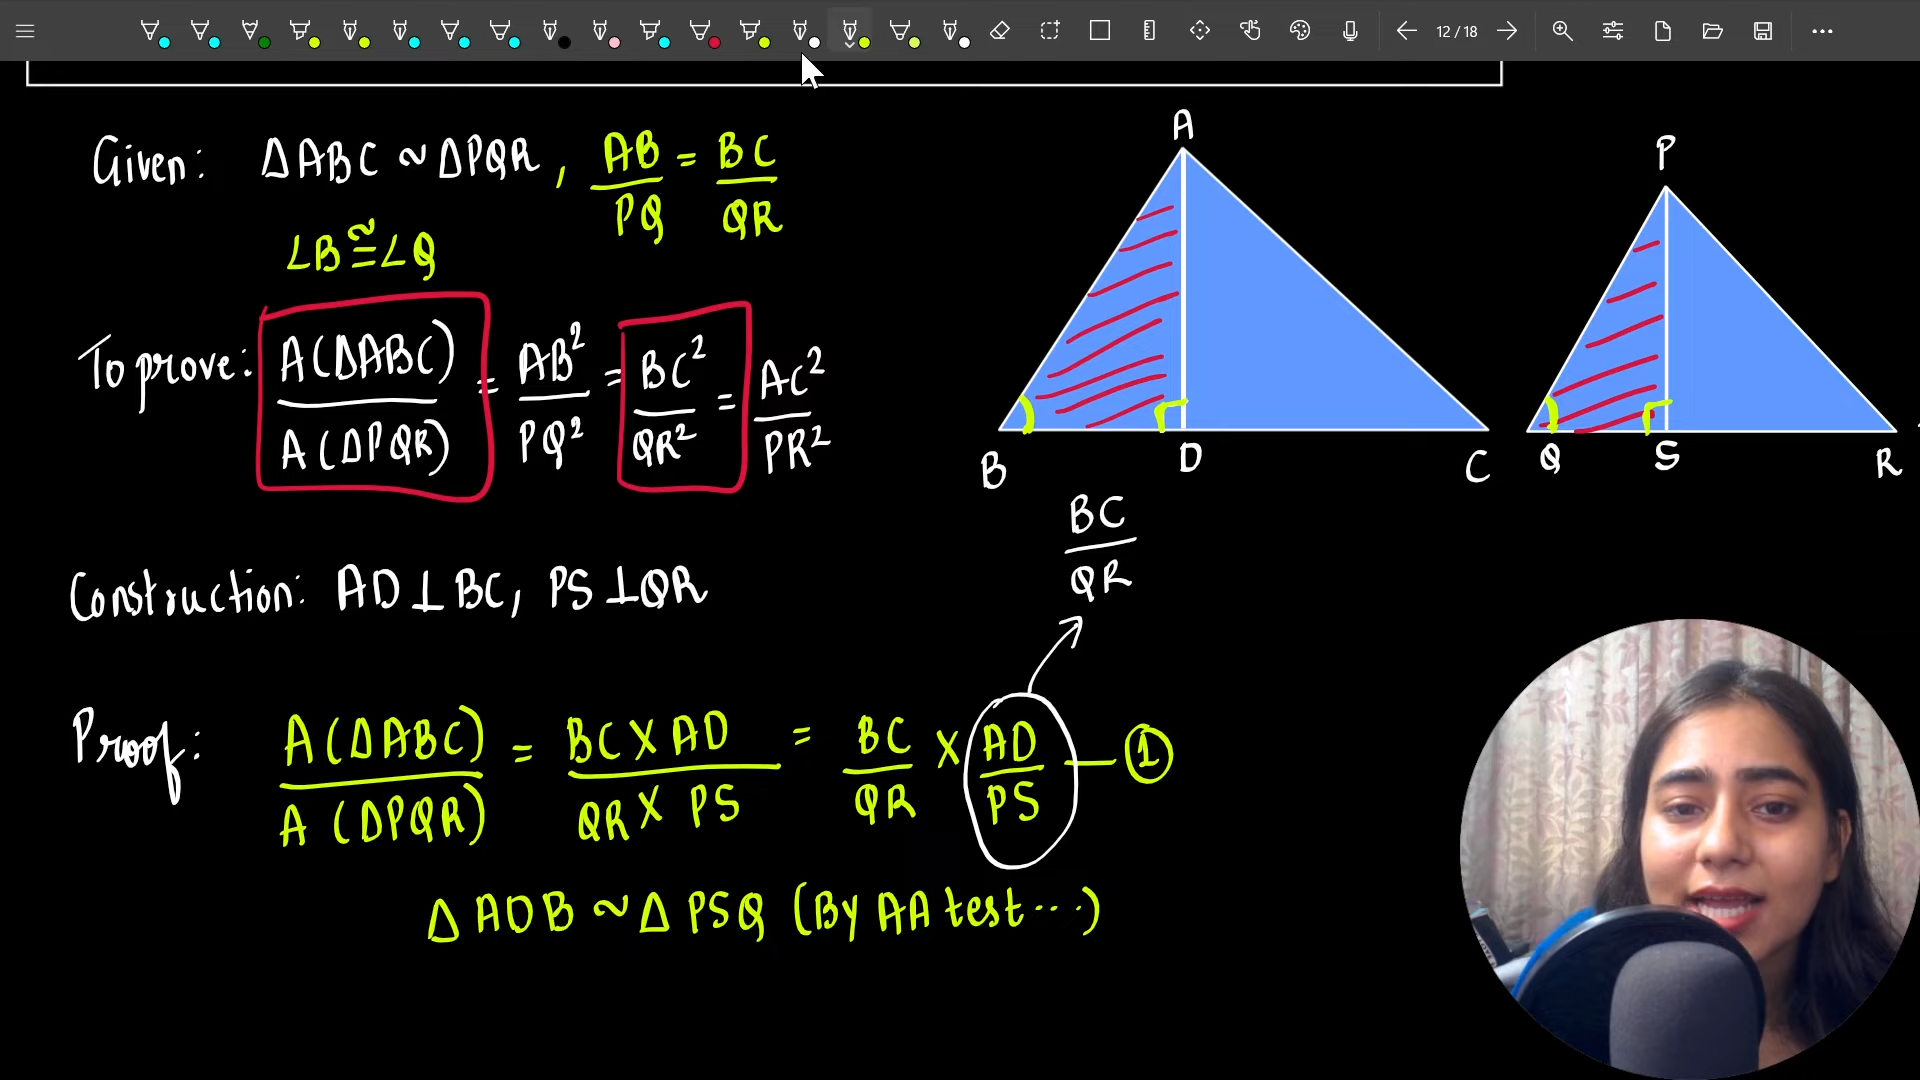 12 / 18
Given: ΔABC ~ ΔPQR, AB/PQ = BC/QR
∠B ≅ ∠Q
To prove: A(ΔABC)/A(ΔPQR) = AB²/PQ² = BC²/QR² = AC²/PR²
Construction: AD ⊥ BC, PS ⊥ QR
Proof: A(ΔABC)/A(ΔPQR) = BC X AD/QR X PS = BC/QR X AD/PS — ①
ΔADB ~ Δ PSQ (By AA test...)
A
B
D
C
P
Q
S
R
BC/QR